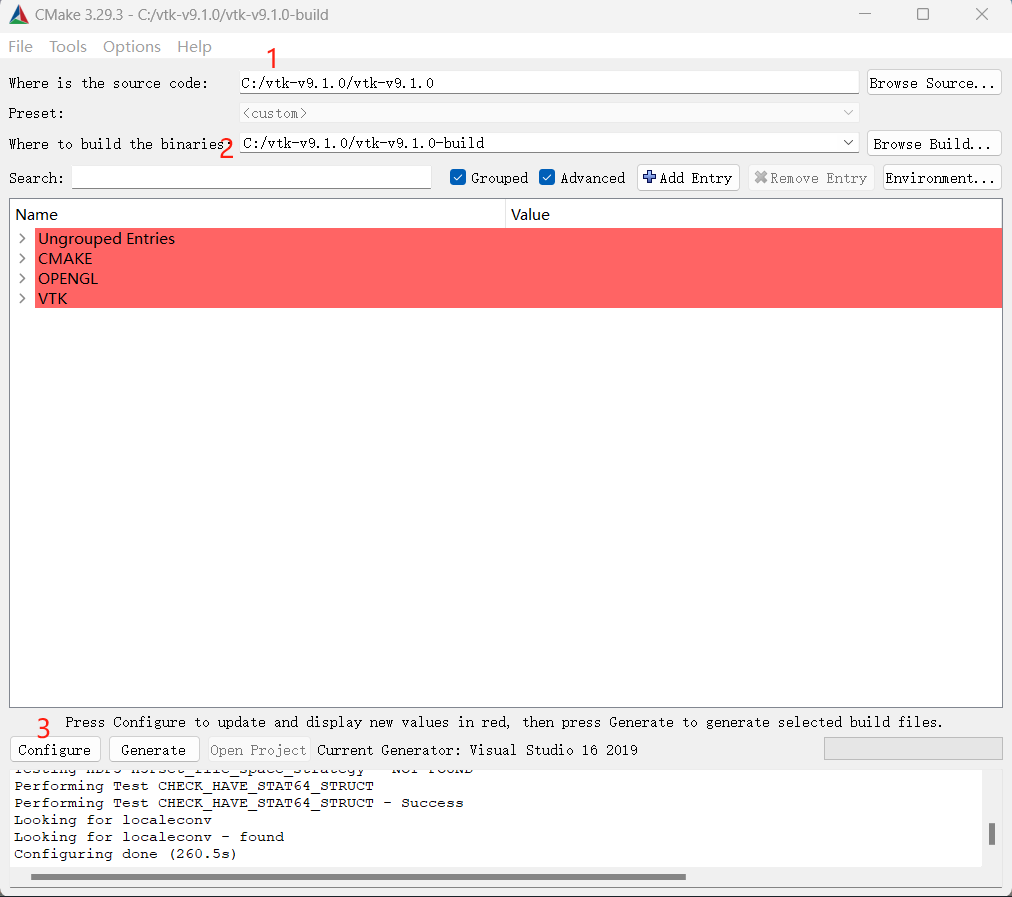 CMake 3.29.3 - C:/vtk-v9.1.0/vtk-v9.1.0-build
File Tools Options Help
1
Where is the source code: C:/vtk-v9.1.0/vtk-v9.1.0 Browse Source...
Preset: <custom>
Where to build the binaries: 2 C:/vtk-v9.1.0/vtk-v9.1.0-build Browse Build...
Search: Grouped Advanced Add Entry Remove Entry Environment...
Name Value
Ungrouped Entries
CMAKE
OPENGL
VTK
3 Press Configure to update and display new values in red, then press Generate to generate selected build files.
Configure Generate Open Project Current Generator: Visual Studio 16 2019
Testing HDF5 H5Pset_file_space_strategy - NOT FOUND
Performing Test CHECK_HAVE_STAT64_STRUCT
Performing Test CHECK_HAVE_STAT64_STRUCT - Success
Looking for localeconv
Looking for localeconv - found
Configuring done (260.5s)